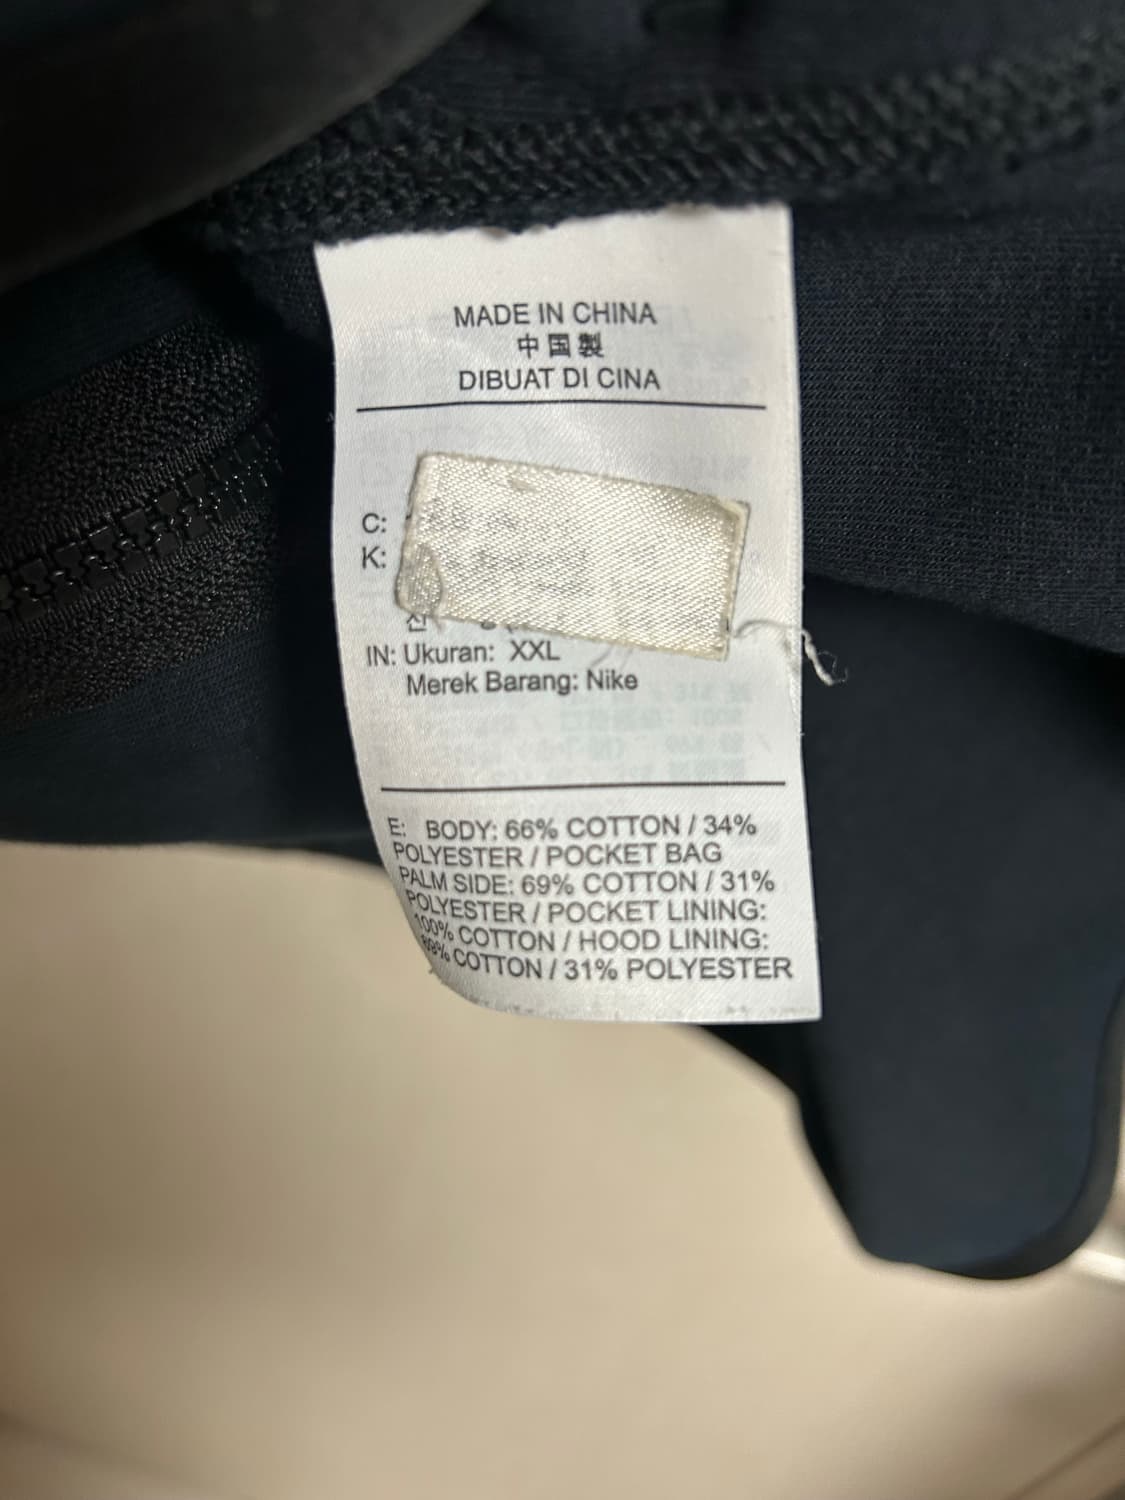 MADE IN CHINA
中国製
DIBUAT DI CINA
C:
K:
IN: Ukuran: XXL
Merek Barang: Nike
E: BODY: 66% COTTON / 34%
POLYESTER / POCKET BAG
PALM SIDE: 69% COTTON / 31%
POLYESTER / POCKET LINING:
100% COTTON / HOOD LINING:
COTTON / 31% POLYESTER